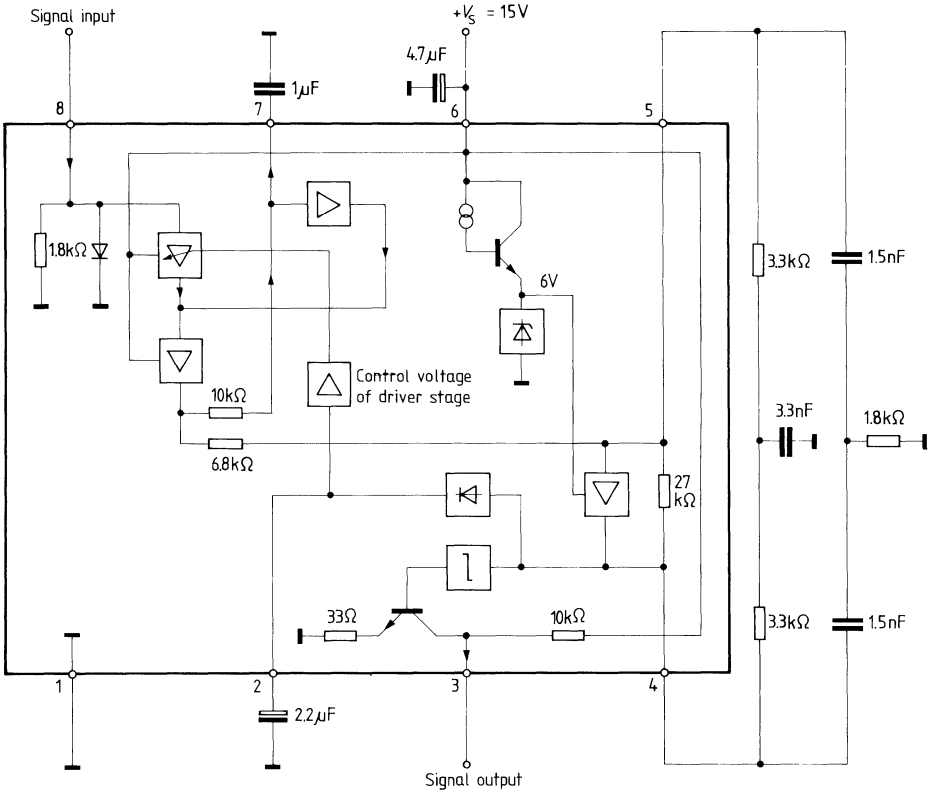 Signal input
+Vs = 15V
4.7µF
1µF
8
7
6
5
1.8kΩ
6V
3.3kΩ
1.5nF
Control voltage
of driver stage
10kΩ
6.8kΩ
3.3nF
1.8kΩ
27
kΩ
33Ω
10kΩ
3.3kΩ
1.5nF
1
2
3
4
2.2µF
Signal output